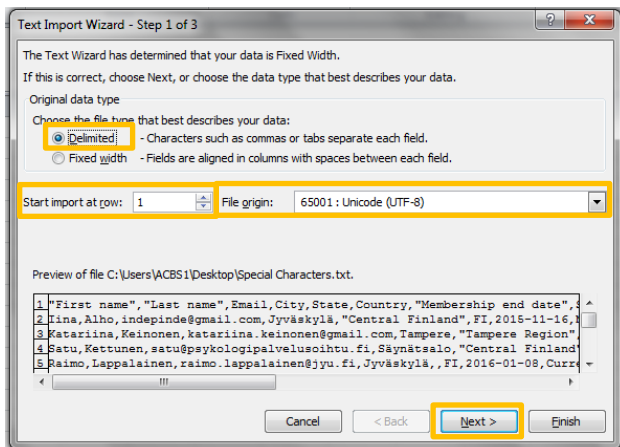 Text Import Wizard - Step 1 of 3
The Text Wizard has determined that your data is Fixed Width.
If this is correct, choose Next, or choose the data type that best describes your data.
Original data type
Choose the file type that best describes your data:
Delimited - Characters such as commas or tabs separate each field.
Fixed width - Fields are aligned in columns with spaces between each field.
Start import at row: 1 File origin: 65001 : Unicode (UTF-8)
Preview of file C:\Users\ACBS1\Desktop\Special Characters.txt.
1 "First name","Last name",Email,City,State,Country,"Membership end date",
2 Iina,Alho,indepinde@gmail.com,Jyväskylä,"Central Finland",FI,2015-11-16,
3 Katariina,Keinonen,katariina.keinonen@gmail.com,Tampere,"Tampere Region",
4 Satu,Kettunen,satu@psykologipalvelusoihtu.fi,Säynätsalo,"Central Finland"
5 Raimo,Lappalainen,raimo.lappalainen@jyu.fi,Jyväskylä,,FI,2016-01-08,Curre
Cancel < Back Next > Finish